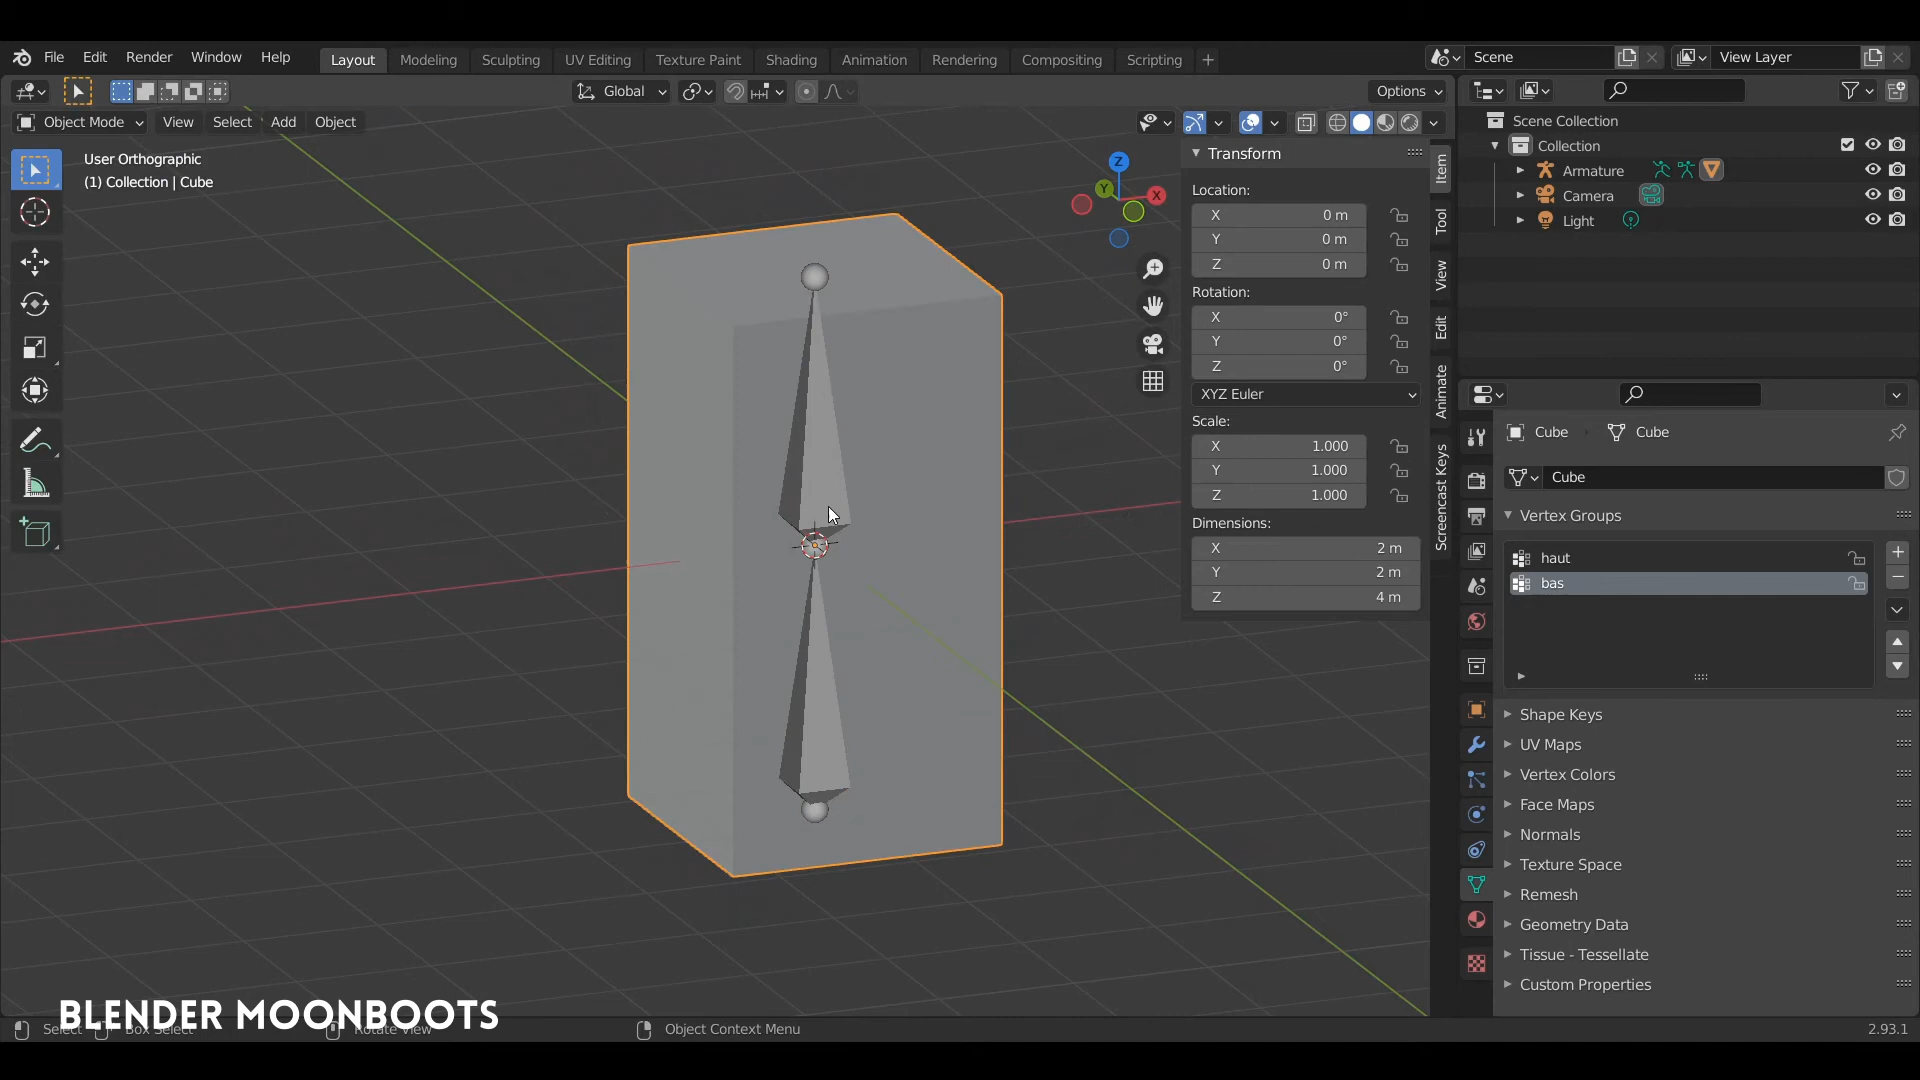 File Edit Render Window Help Layout Modeling Sculpting UV Editing Texture Paint Shading Animation Rendering Compositing Scripting + Scene View Layer
Global Options
Object Mode View Select Add Object
User Orthographic
(1) Collection | Cube
Z
Y
X
Transform
Location:
X 0 m
Y 0 m
Z 0 m
Rotation:
X 0°
Y 0°
Z 0°
XYZ Euler
Scale:
X 1.000
Y 1.000
Z 1.000
Dimensions:
X 2 m
Y 2 m
Z 4 m
Item
Tool
View
Edit
Animate
Screencast Keys
Scene Collection
Collection
Armature
Camera
Light
Cube Cube
Cube
Vertex Groups
haut
bas
Shape Keys
UV Maps
Vertex Colors
Face Maps
Normals
Texture Space
Remesh
Geometry Data
Tissue - Tessellate
Custom Properties
BLENDER MOONBOOTS
Select Box Select Rotate View Object Context Menu 2.93.1